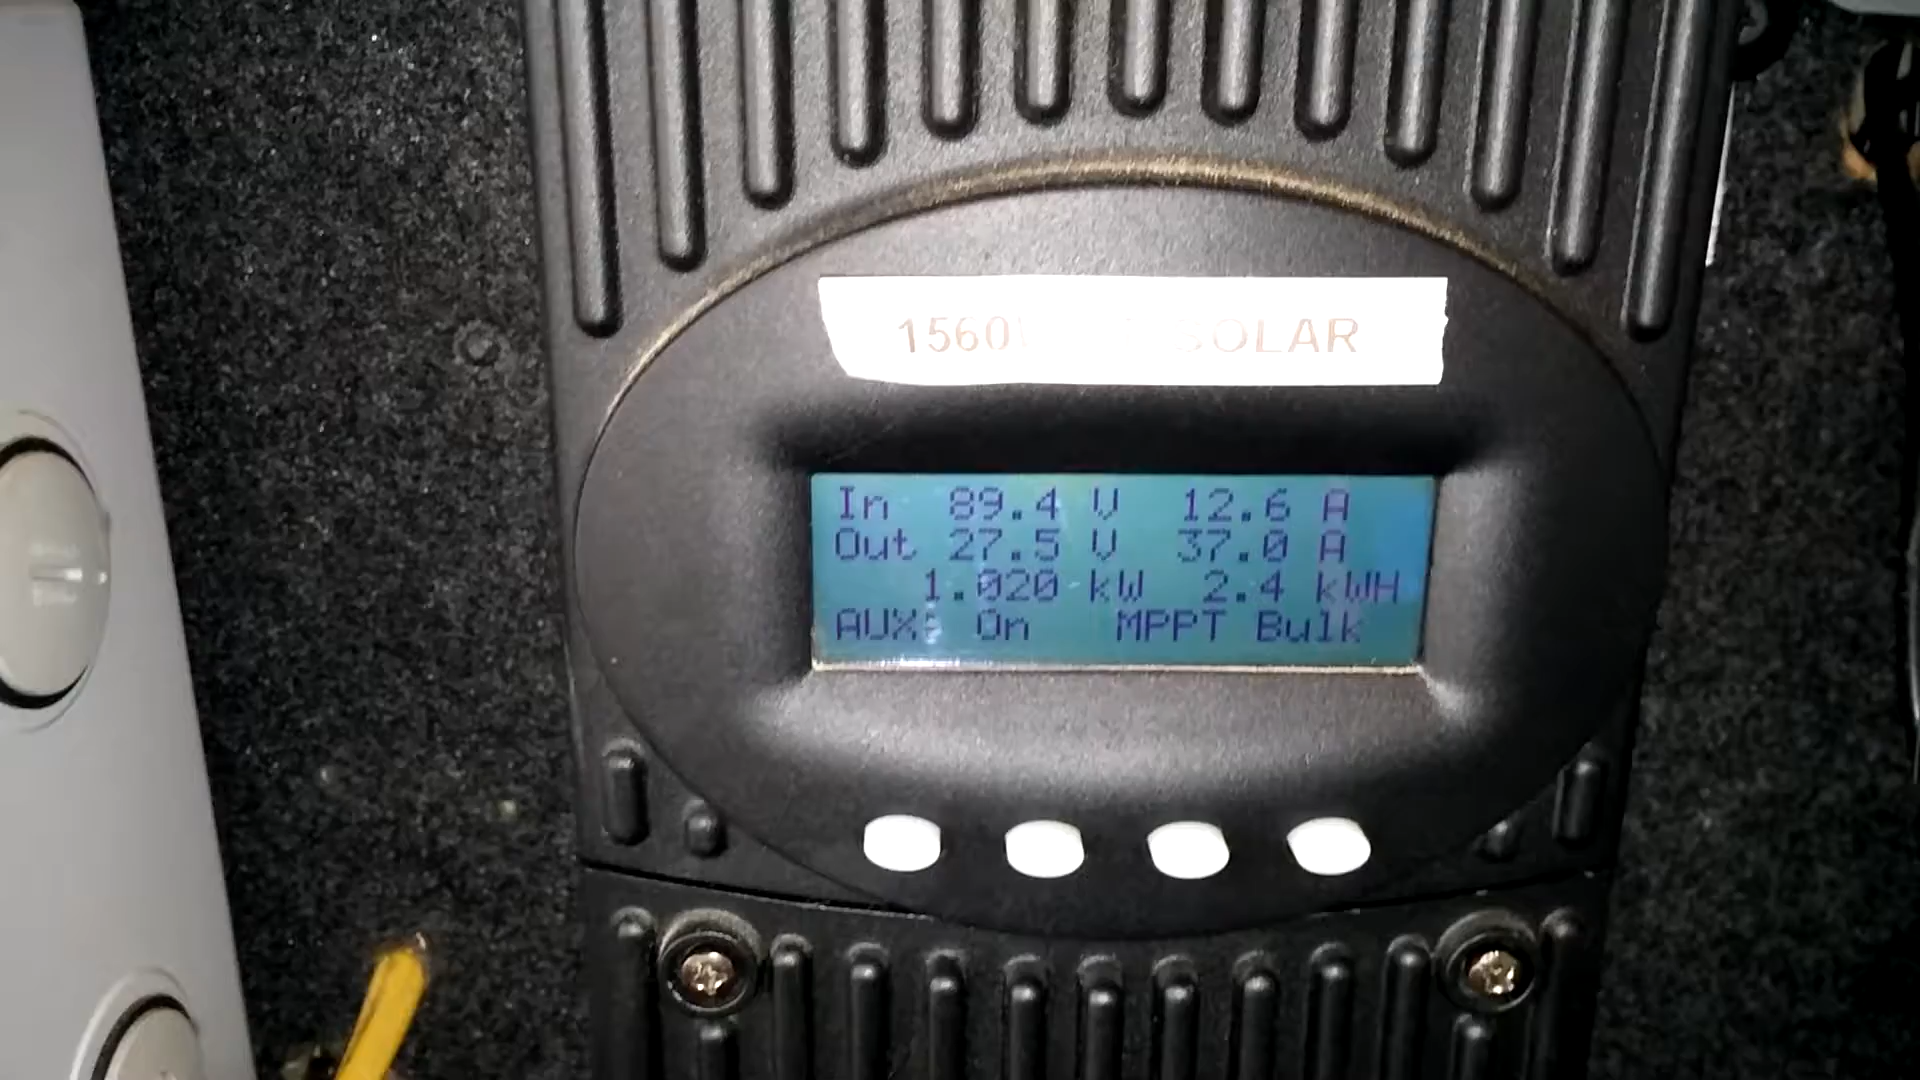 1560 SOLAR
In 89.4 V 12.6 A
Out 27.5 V 37.0 A
1.020 kW 2.4 kWH
AUX: On MPPT Bulk